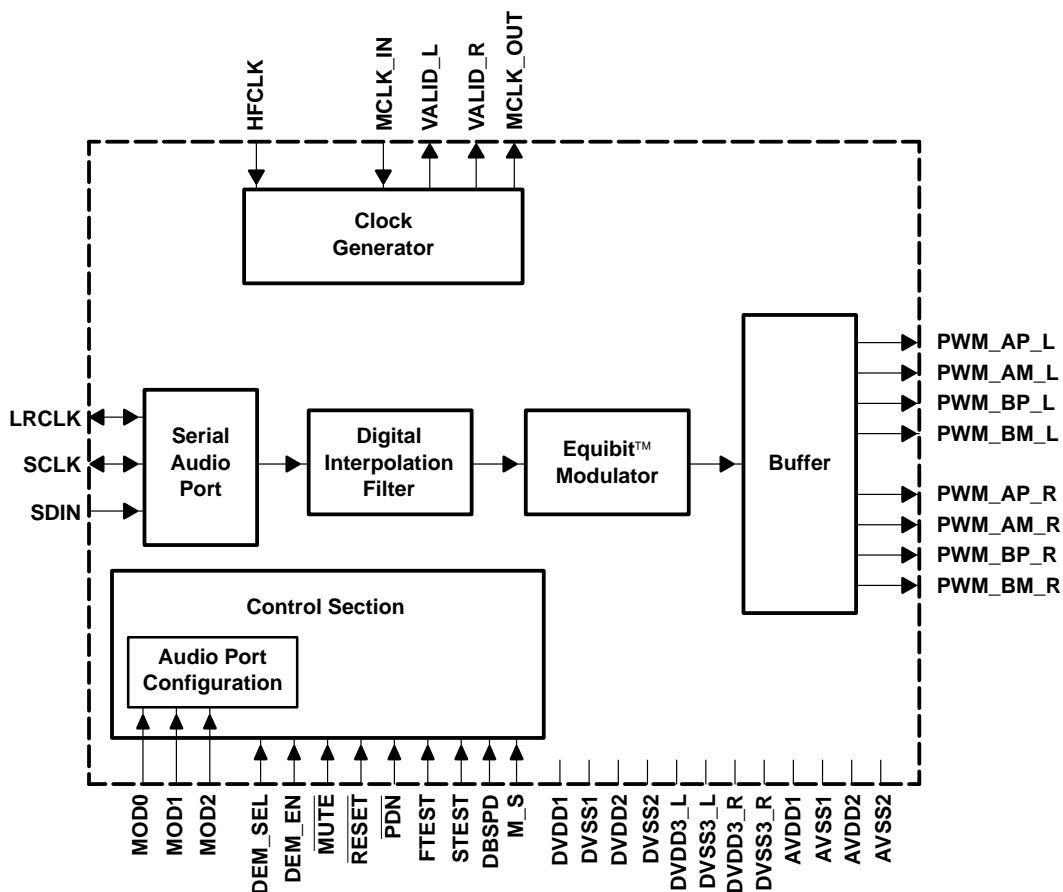 HFCLK
MCLK_IN
VALID_L
VALID_R
MCLK_OUT
Clock
Generator
LRCLK
SCLK
SDIN
Serial
Audio
Port
Digital
Interpolation
Filter
Equibit™
Modulator
Buffer
PWM_AP_L
PWM_AM_L
PWM_BP_L
PWM_BM_L
PWM_AP_R
PWM_AM_R
PWM_BP_R
PWM_BM_R
Control Section
Audio Port
Configuration
MOD0
MOD1
MOD2
DEM_SEL
DEM_EN
MUTE
RESET
PDN
FTEST
STEST
DBSPD
M_S
DVDD1
DVSS1
DVDD2
DVSS2
DVDD3_L
DVSS3_L
DVDD3_R
DVSS3_R
AVDD1
AVSS1
AVDD2
AVSS2